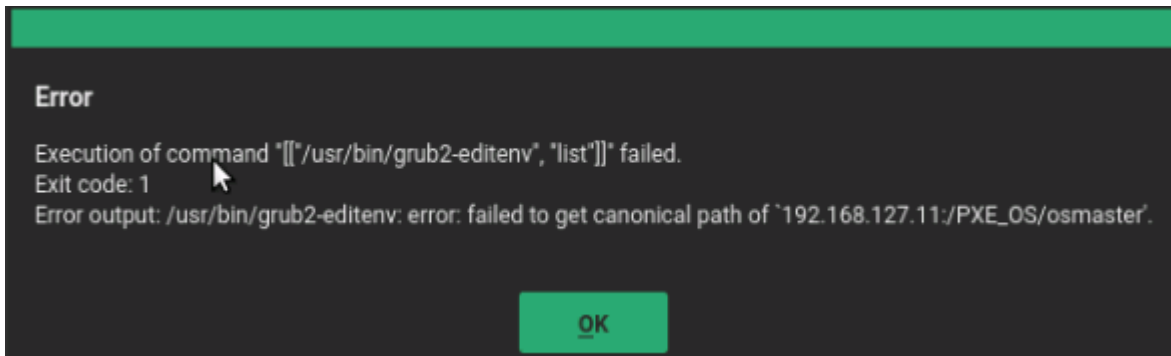 Error
Execution of command "[["/usr/bin/grub2-editenv", "list"]]" failed.
Exit code: 1
Error output: /usr/bin/grub2-editenv: error: failed to get canonical path of `192.168.127.11:/PXE_OS/osmaster'.
OK